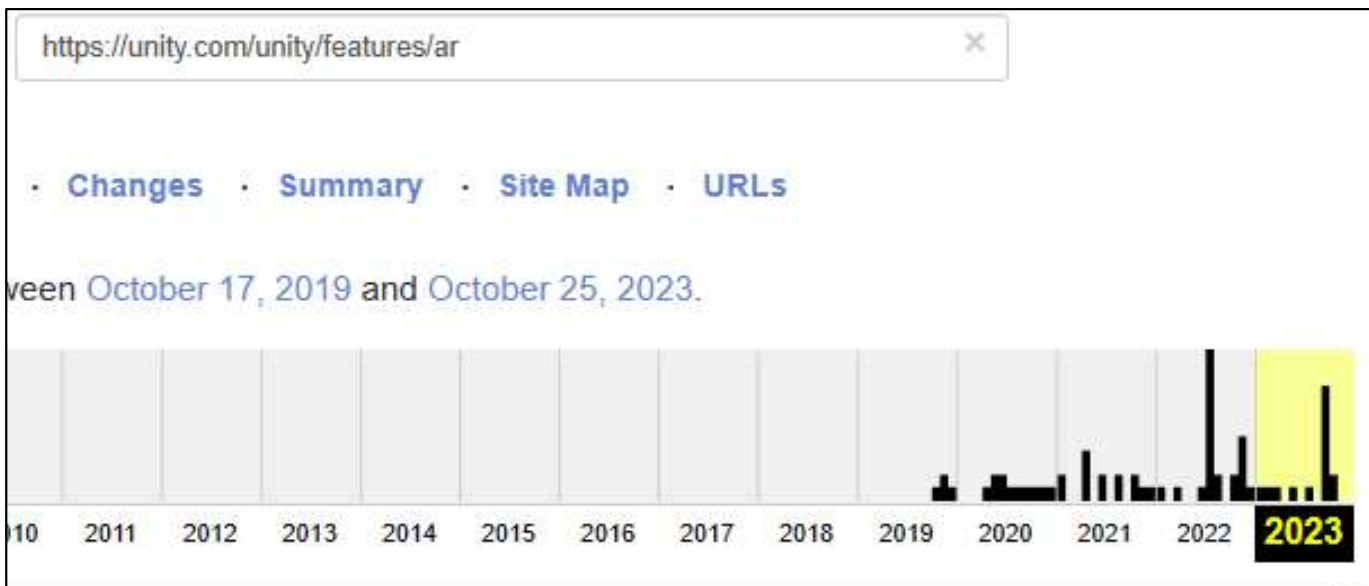 https://unity.com/unity/features/ar ×
· Changes · Summary · Site Map · URLs
ween October 17, 2019 and October 25, 2023.
010 2011 2012 2013 2014 2015 2016 2017 2018 2019 2020 2021 2022 2023